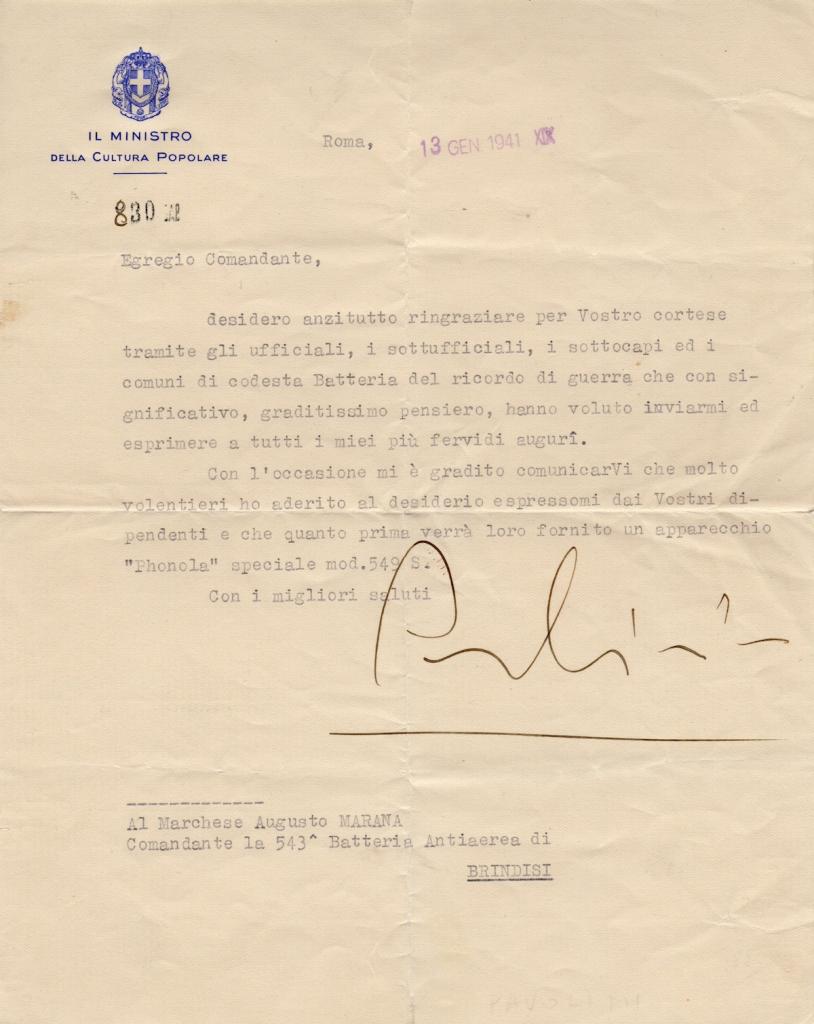 IL MINISTRO
DELLA CULTURA POPOLARE
Roma,
13 GEN 1941 XIX
830
Egregio Comandante,
desidero anzitutto ringraziare per Vostro cortese
tramite gli ufficiali, i sottufficiali, i sottocapi ed i
comuni di codesta Batteria del ricordo di guerra che con si-
gnificativo, graditissimo pensiero, hanno voluto inviarmi ed
esprimere a tutti i miei più fervidi augurî.
Con l'occasione mi è gradito comunicarVi che molto
volentieri ho aderito al desiderio espressomi dai Vostri di-
pendenti e che quanto prima verrà loro fornito un apparecchio
"Phonola" speciale mod.549 S.
Con i migliori saluti
Al Marchese Augusto MARANA
Comandante la 543^ Batteria Antiaerea di
BRINDISI
PAVOLINI